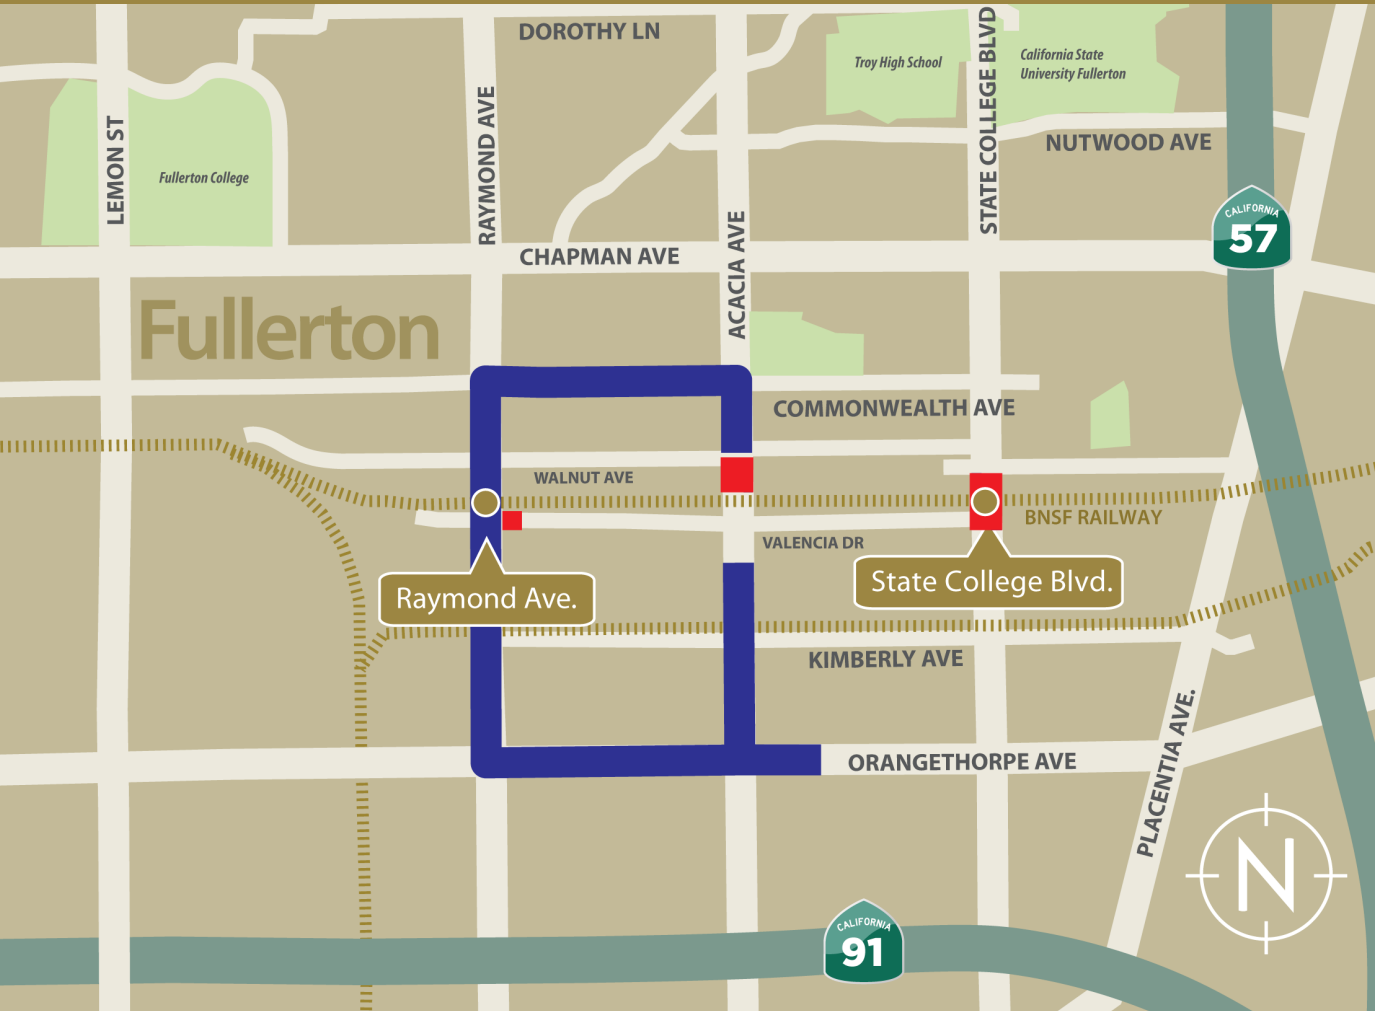 DOROTHY LN
STATE COLLEGE BLVD
California State
University Fullerton
Troy High School
LEMON ST
RAYMOND AVE
NUTWOOD AVE
Fullerton College
ACACIA AVE
CALIFORNIA
57
CHAPMAN AVE
Fullerton
COMMONWEALTH AVE
WALNUT AVE
BNSF RAILWAY
VALENCIA DR
State College Blvd.
Raymond Ave.
KIMBERLY AVE
PLACENTIA AVE.
ORANGETHORPE AVE
N
CALIFORNIA
91